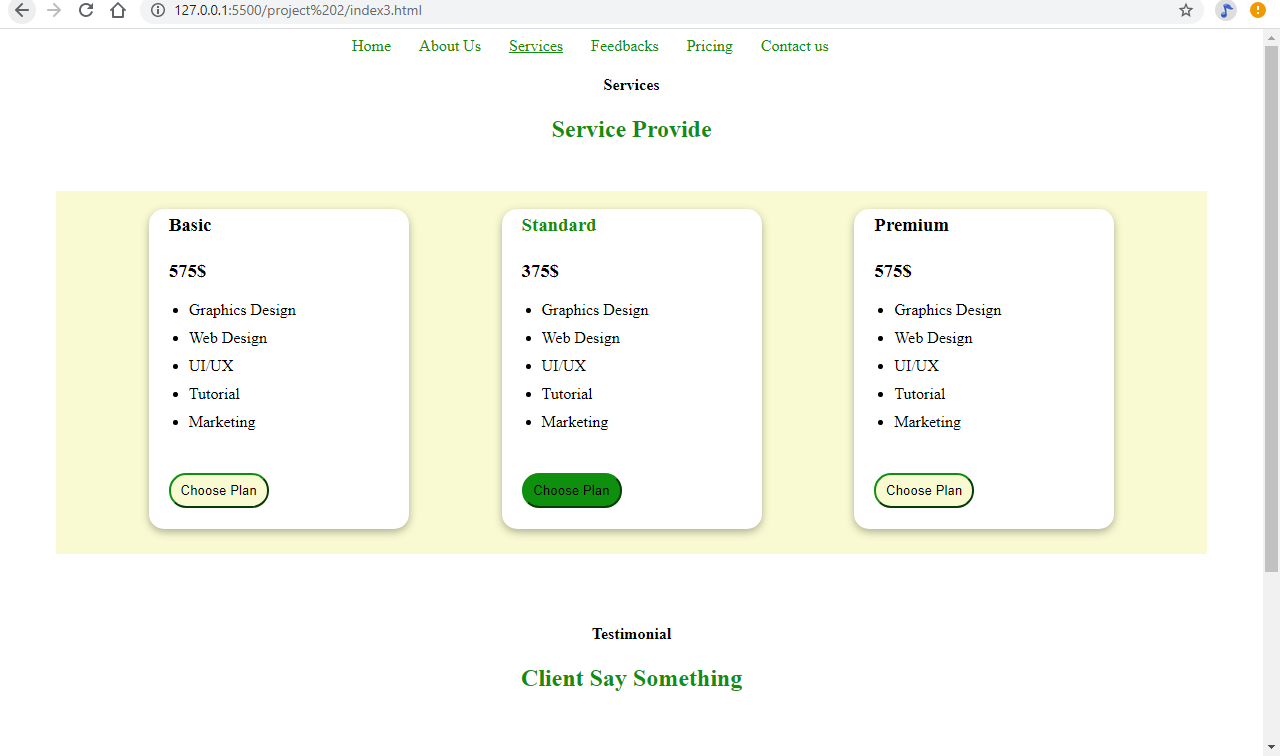 127.0.0.1:5500/project%202/index3.html
Home About Us Services Feedbacks Pricing Contact us
Services
Service Provide
Basic
575$
Graphics Design
Web Design
UI/UX
Tutorial
Marketing
Choose Plan
Standard
375$
Graphics Design
Web Design
UI/UX
Tutorial
Marketing
Choose Plan
Premium
575$
Graphics Design
Web Design
UI/UX
Tutorial
Marketing
Choose Plan
Testimonial
Client Say Something